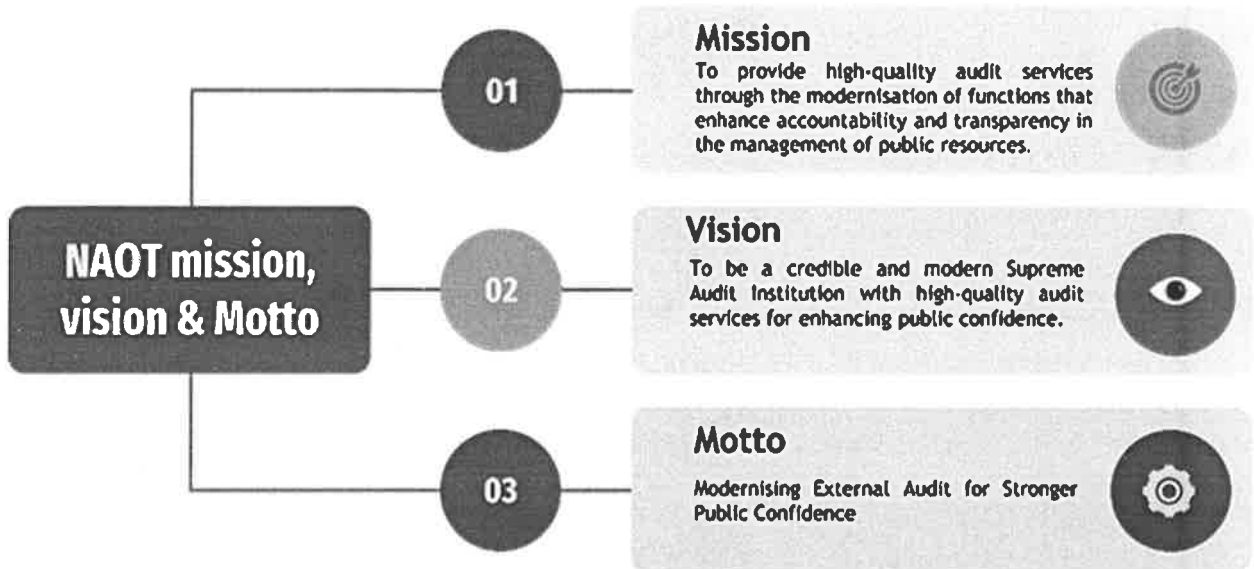 NAOT mission,
vision & Motto
01
Mission
To provide high-quality audit services
through the modernisation of functions that
enhance accountability and transparency in
the management of public resources.
02
Vision
To be a credible and modern Supreme
Audit Institution with high-quality audit
services for enhancing public confidence.
03
Motto
Modernising External Audit for Stronger
Public Confidence